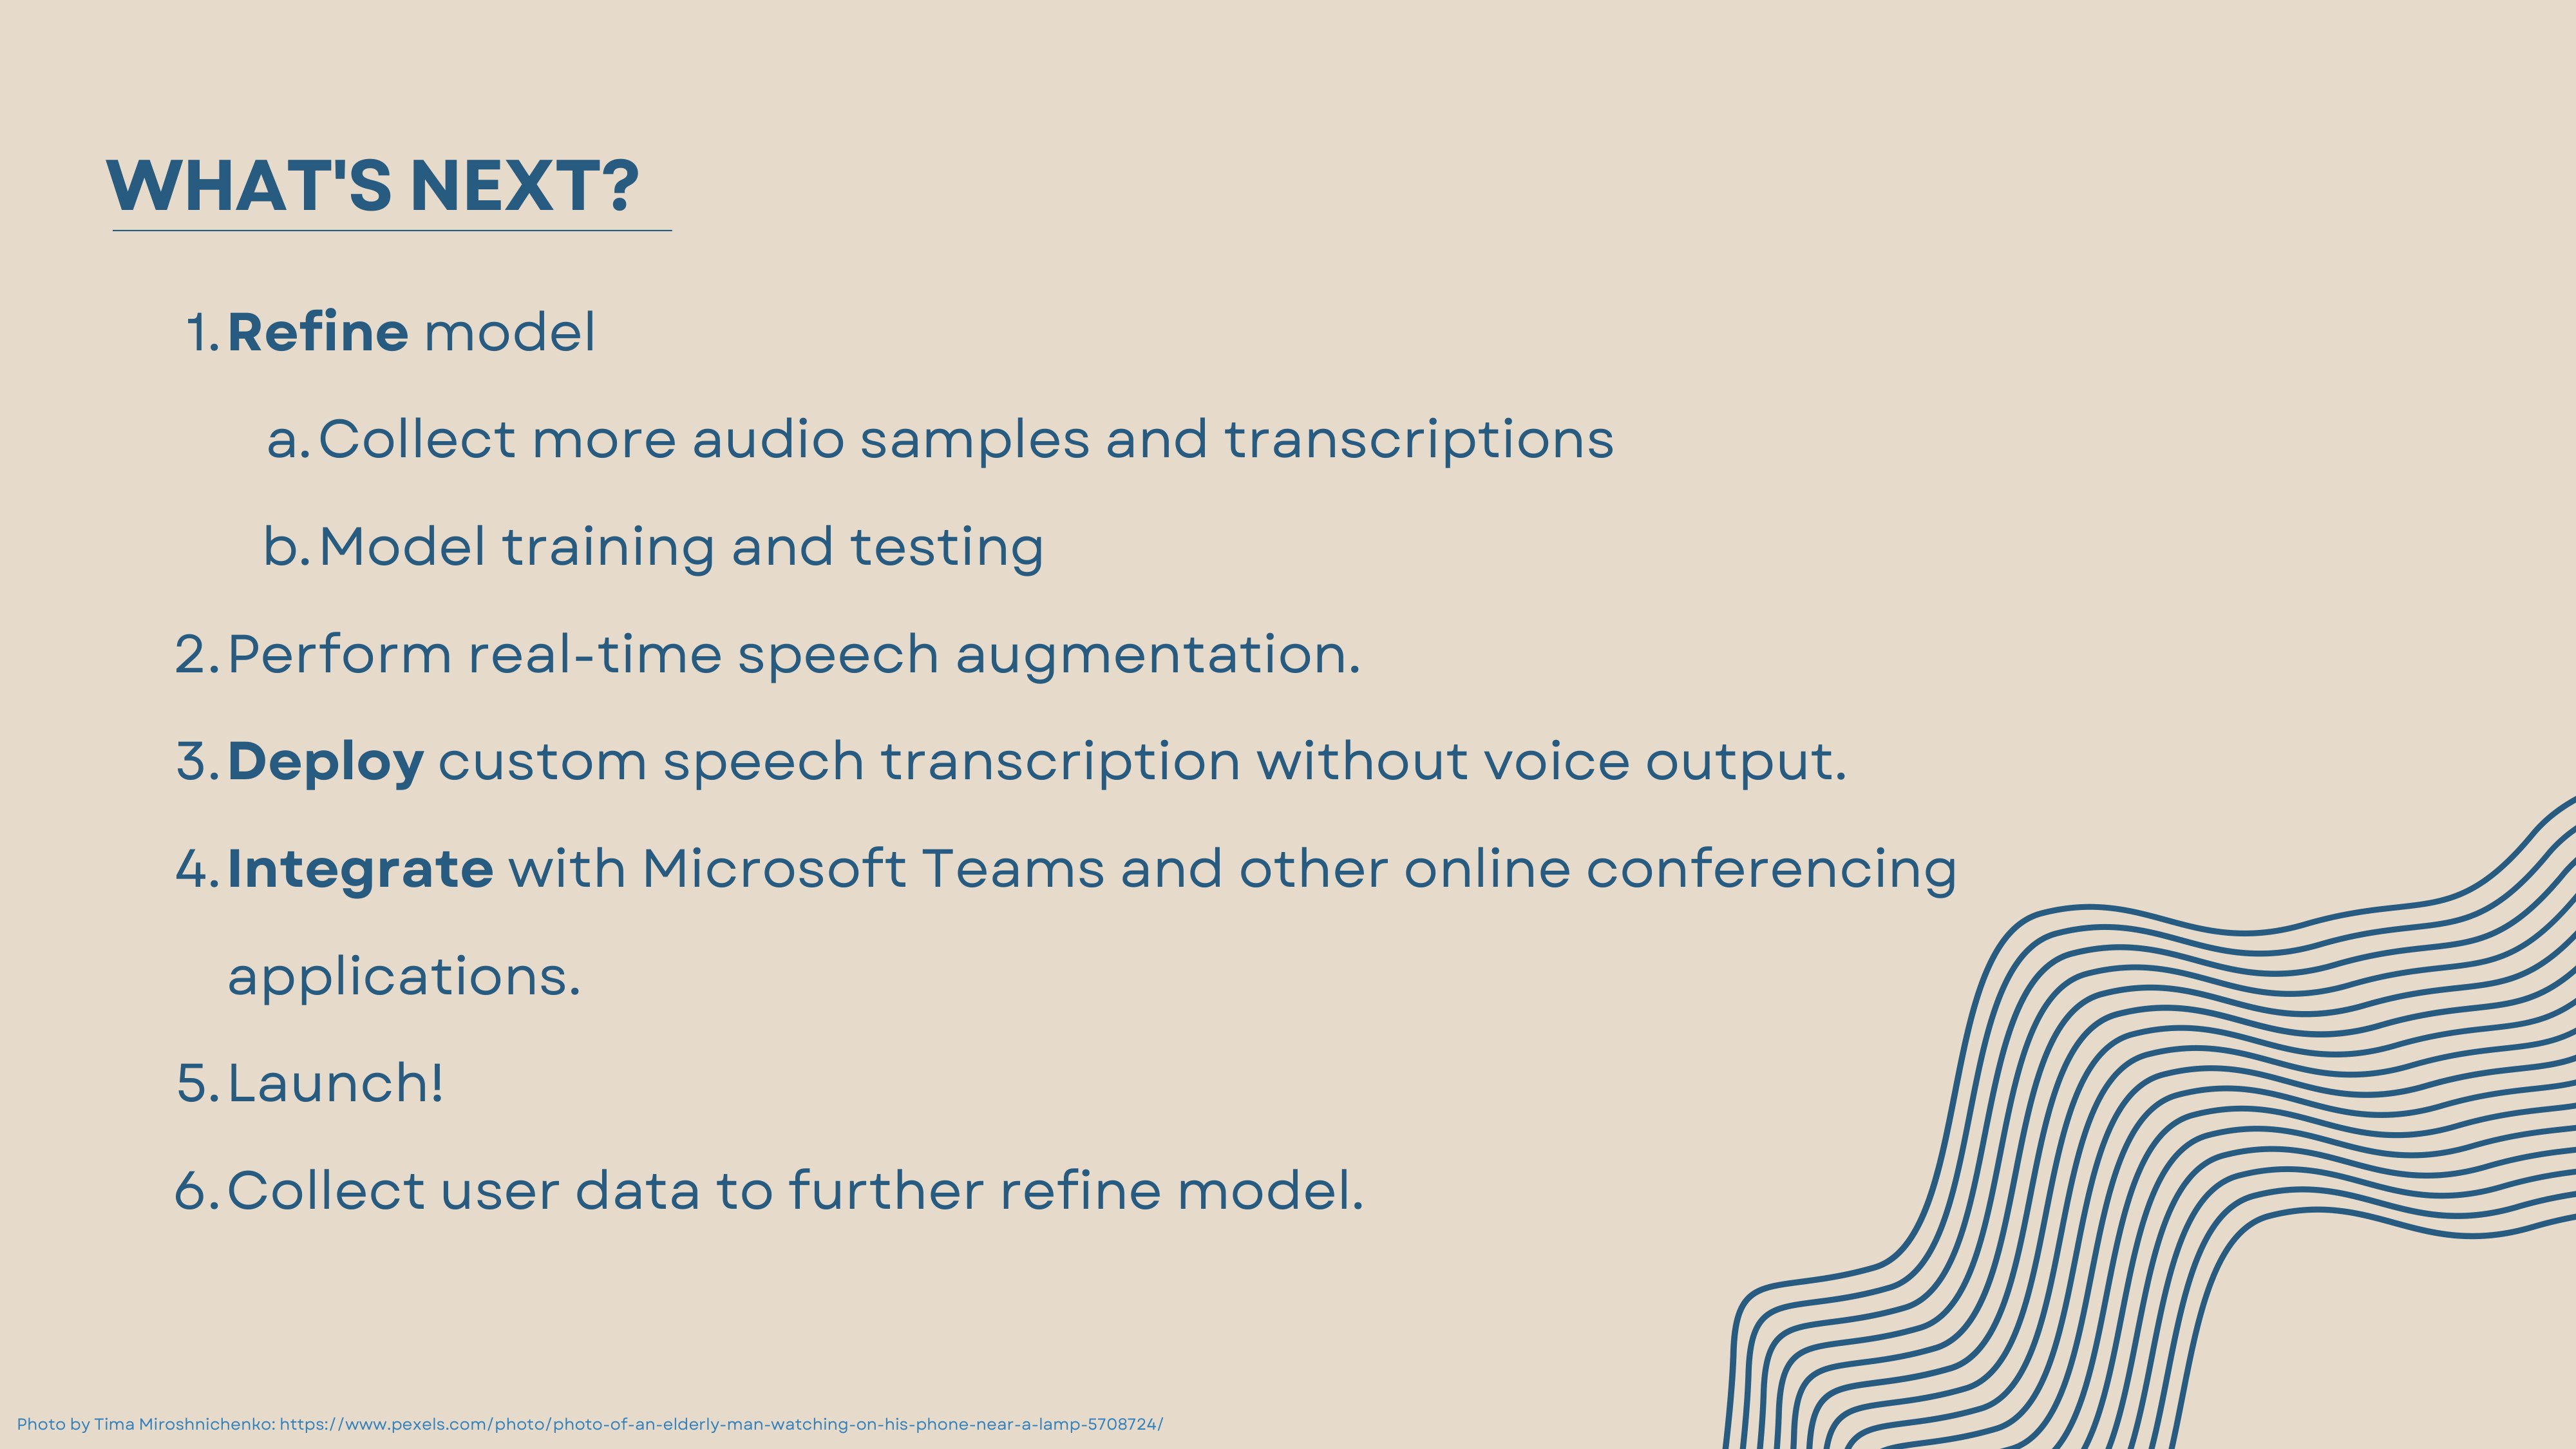 WHAT'S NEXT?
1. Refine model
a. Collect more audio samples and transcriptions
b. Model training and testing
2. Perform real-time speech augmentation.
3. Deploy custom speech transcription without voice output.
4. Integrate with Microsoft Teams and other online conferencing
applications.
5. Launch!
6. Collect user data to further refine model.
Photo by Tima Miroshnichenko: https://www.pexels.com/photo/photo-of-an-elderly-man-watching-on-his-phone-near-a-lamp-5708724/